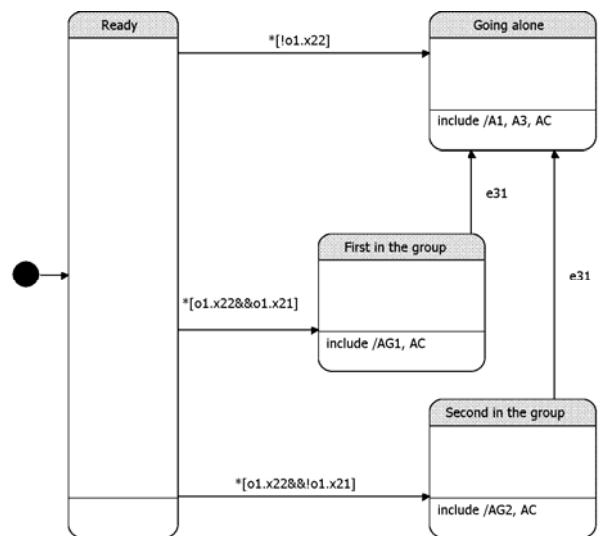 Ready
Going alone
*[!o1.x22]
include /A1, A3, AC
e31
First in the group
e31
*[o1.x22&&o1.x21]
include /AG1, AC
Second in the group
*[o1.x22&&!o1.x21]
include /AG2, AC